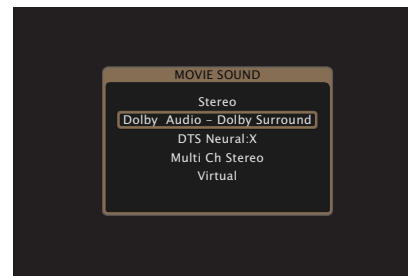 MOVIE SOUND
Stereo
Dolby Audio – Dolby Surround
DTS Neural:X
Multi Ch Stereo
Virtual